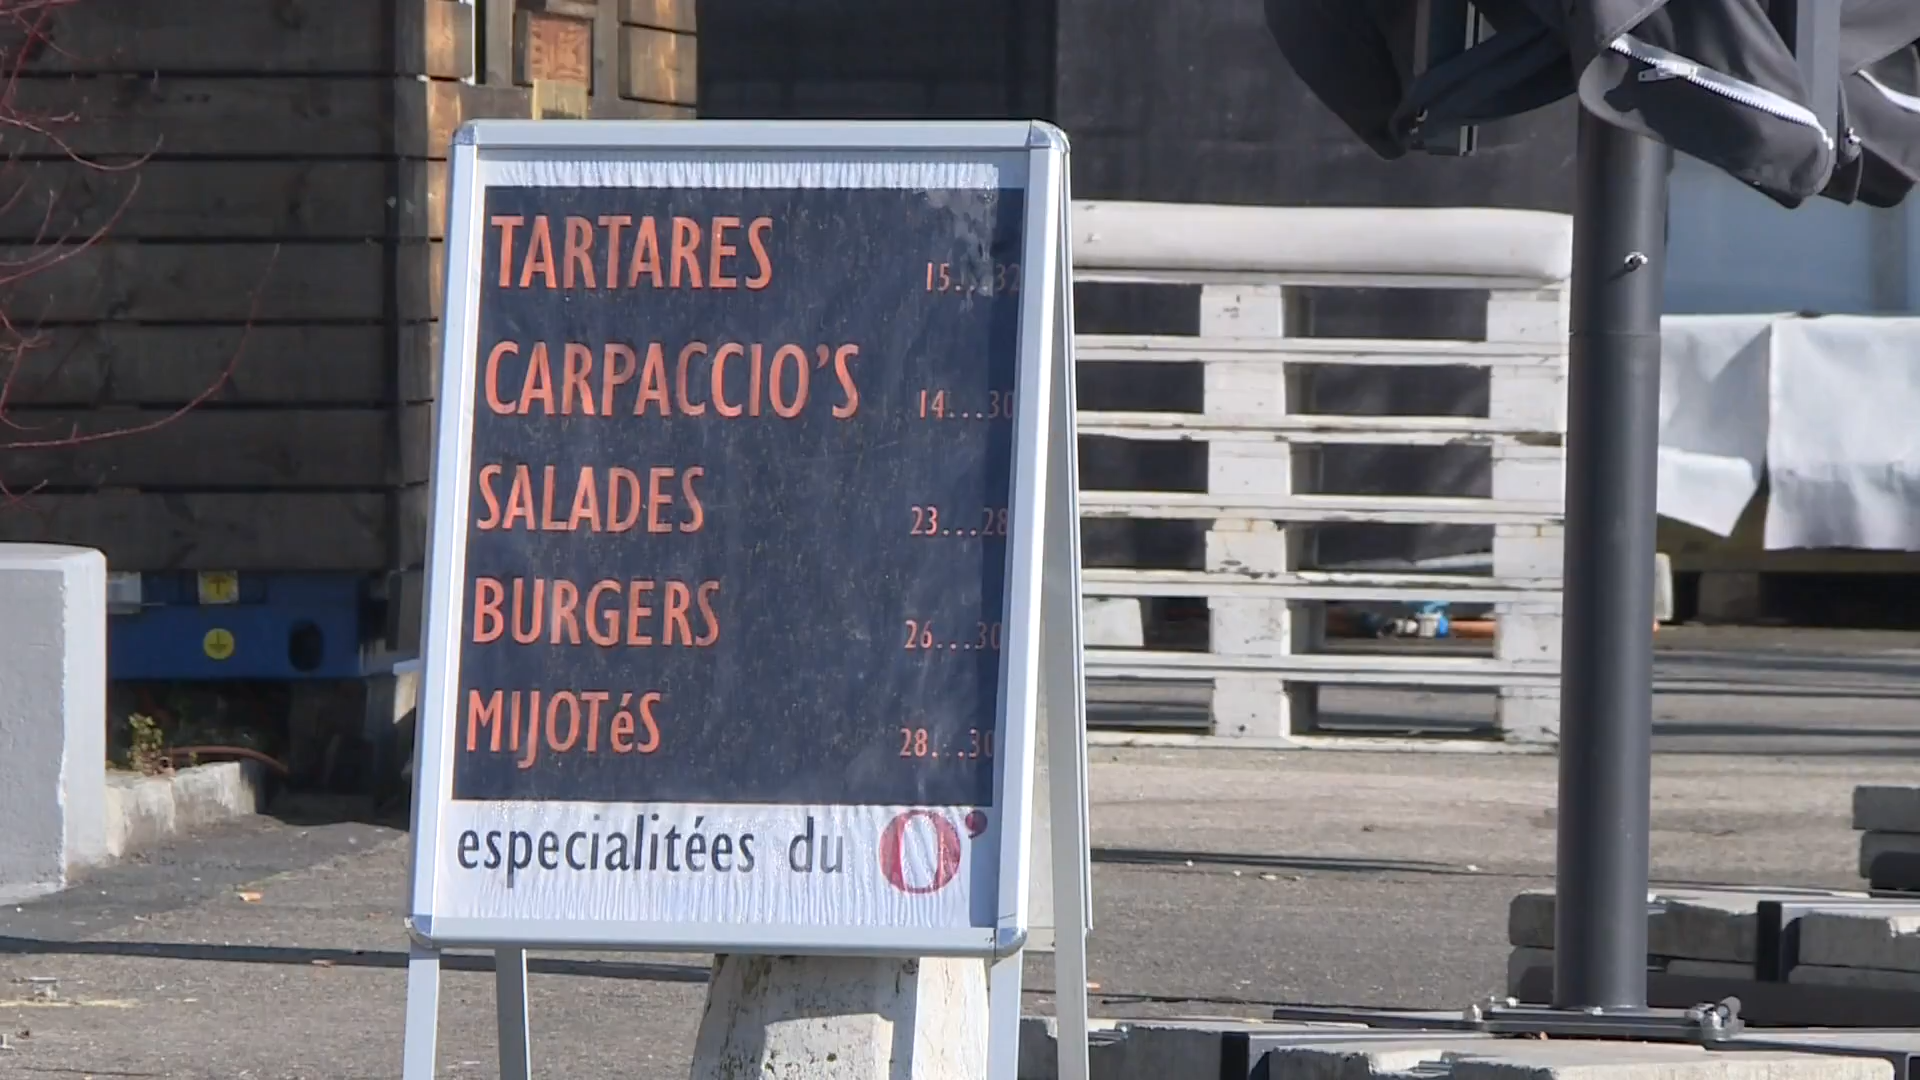 TARTARES 15...32
CARPACCIO'S 14...30
SALADES 23...28
BURGERS 26...30
MIJOTéS 28...30
especialitées du O'